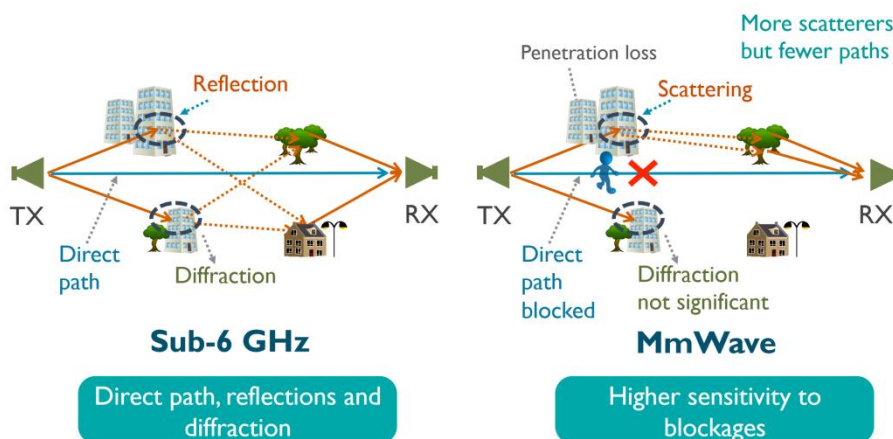 Reflection
TX
RX
Direct
path
Diffraction
Sub-6 GHz
Direct path, reflections and
diffraction
More scatterers
but fewer paths
Penetration loss
Scattering
TX
RX
Direct
path
blocked
Diffraction
not significant
MmWave
Higher sensitivity to
blockages